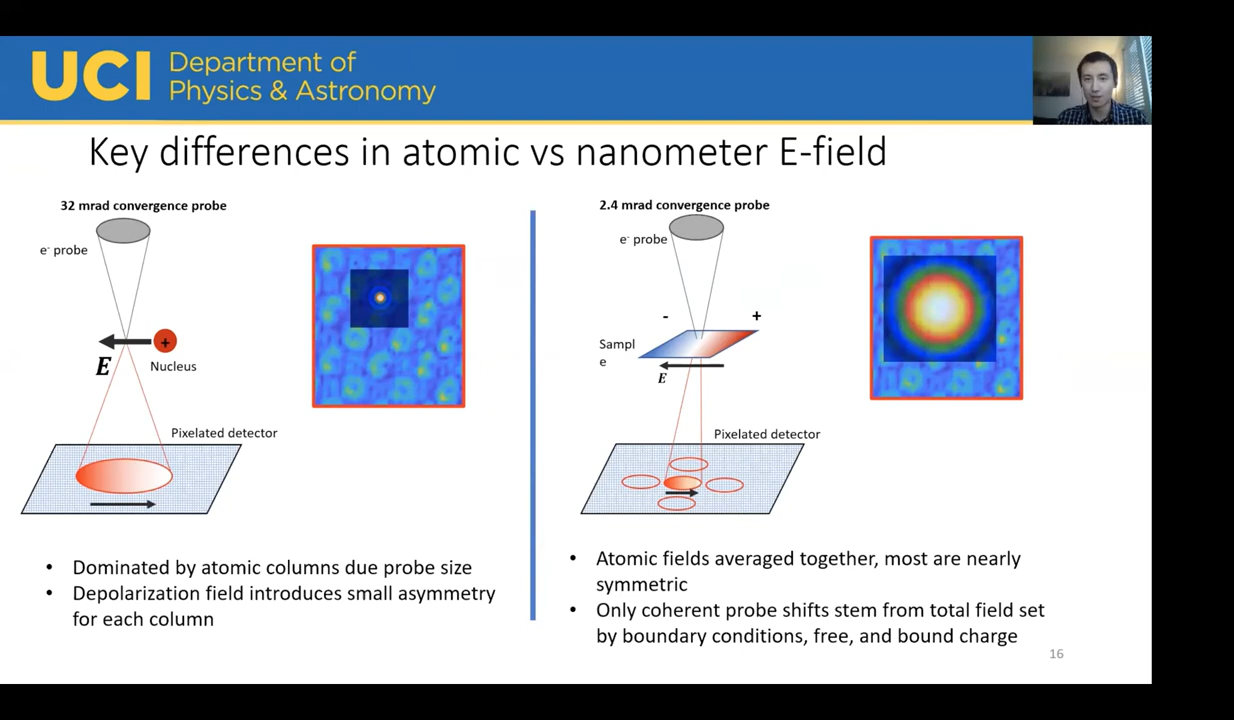 UCI Department of
Physics & Astronomy
Key differences in atomic vs nanometer E-field
32 mrad convergence probe
e- probe
+
E
Nucleus
Pixelated detector
• Dominated by atomic columns due probe size
• Depolarization field introduces small asymmetry
for each column
2.4 mrad convergence probe
e- probe
- +
Sampl
e
E
Pixelated detector
• Atomic fields averaged together, most are nearly
symmetric
• Only coherent probe shifts stem from total field set
by boundary conditions, free, and bound charge
16